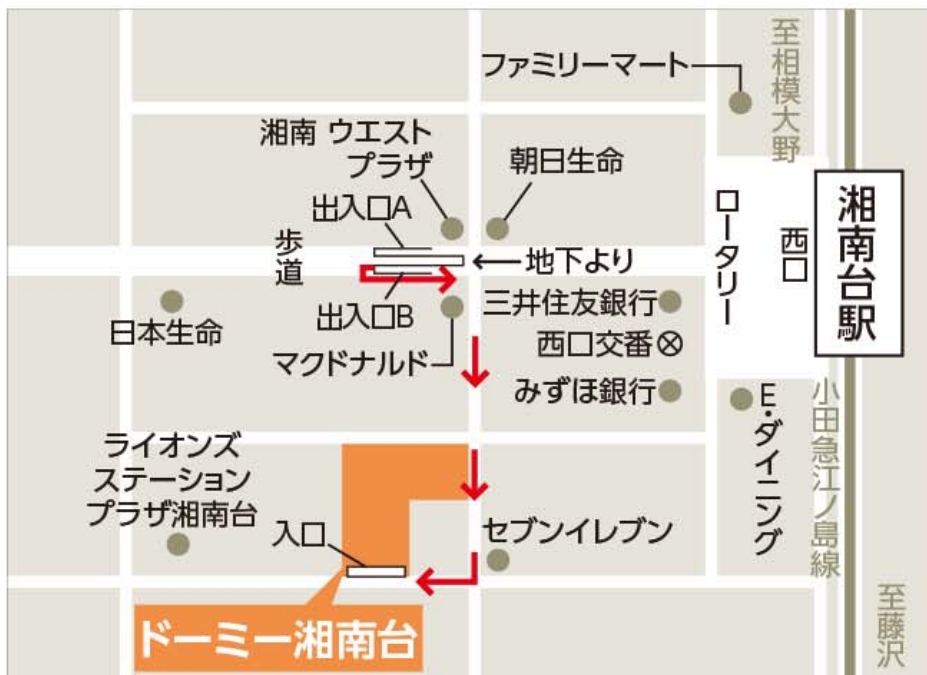 ファミリーマート
至相模大野
湘南 ウエスト
プラザ
朝日生命
出入口A
歩道
地下より
ロータリー
西口
湘南台駅
日本生命
出入口B
マクドナルド
三井住友銀行
西口交番
みずほ銀行
E・ダイニング
小田急江ノ島線
ライオンズ
ステーション
プラザ湘南台
入口
セブンイレブン
ドーミー湘南台
至藤沢